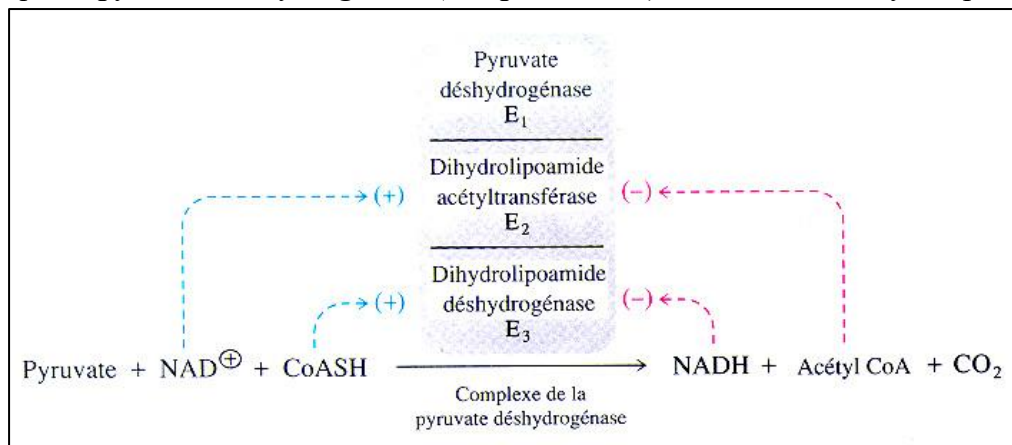 Pyruvate
déshydrogénase
E₁
Dihydrolipoamide
acétyltransférase
E₂
(+)
(−)
Dihydrolipoamide
déshydrogénase
E₃
(+)
(−)
Pyruvate + NAD⊕ + CoASH → NADH + Acétyl CoA + CO₂
Complexe de la
pyruvate déshydrogénase